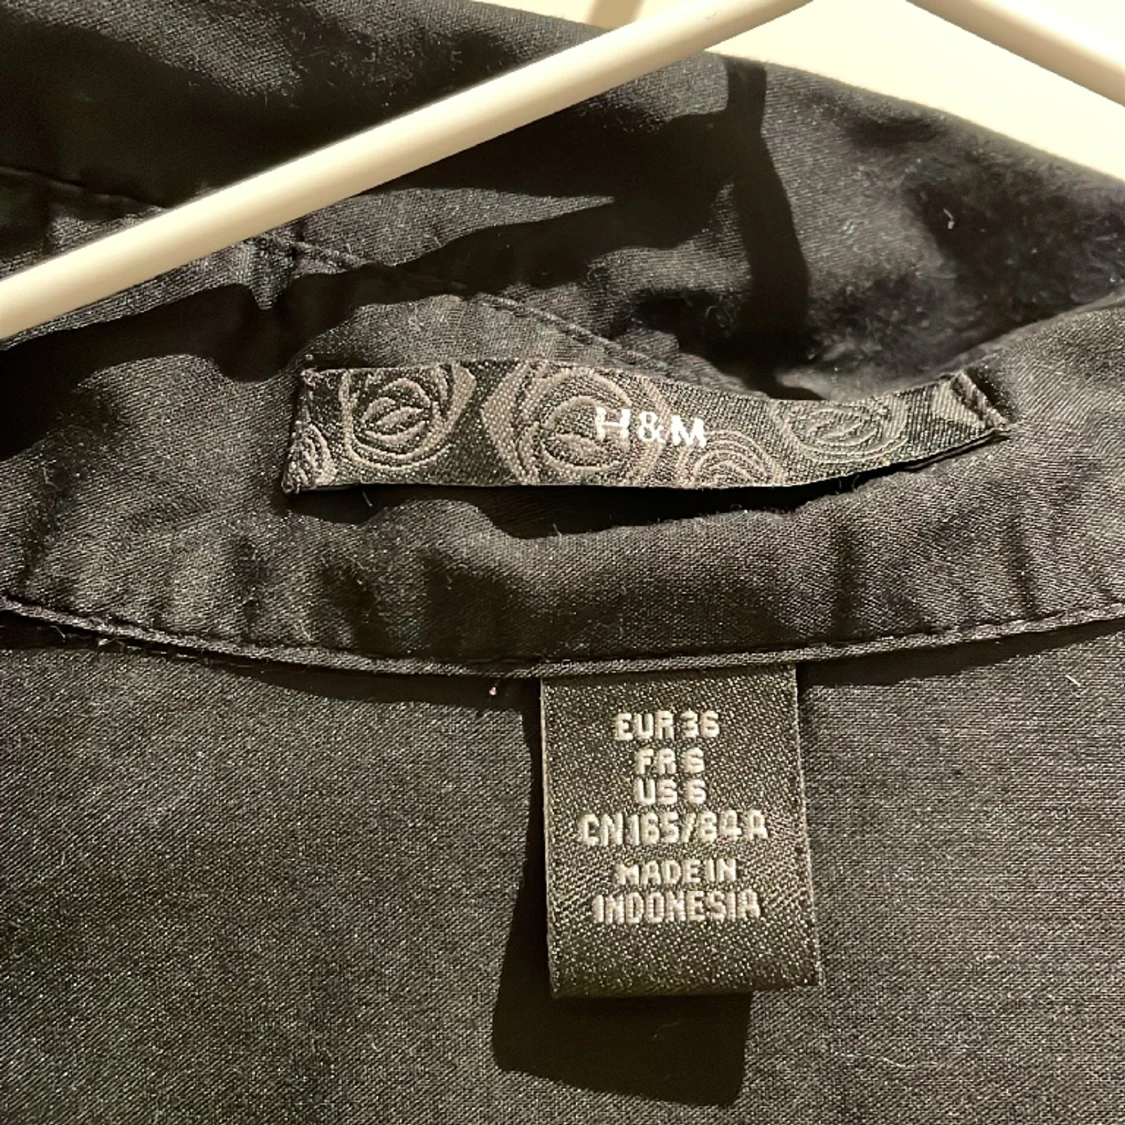 H&M
EUR 36
FR 6
US 6
CN 165/84A
MADE IN
INDONESIA